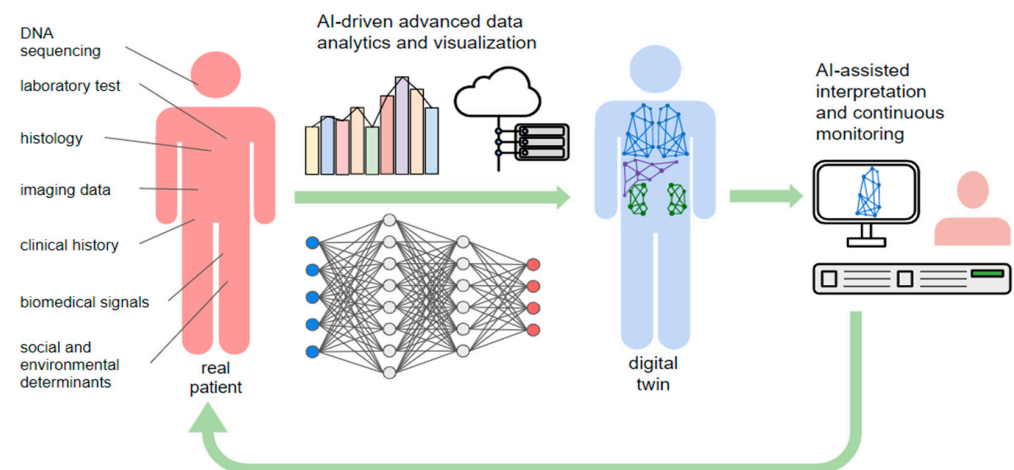 DNA
sequencing
laboratory test
histology
imaging data
clinical history
biomedical signals
social and
environmental
determinants
real
patient
AI-driven advanced data
analytics and visualization
digital
twin
AI-assisted
interpretation
and continuous
monitoring